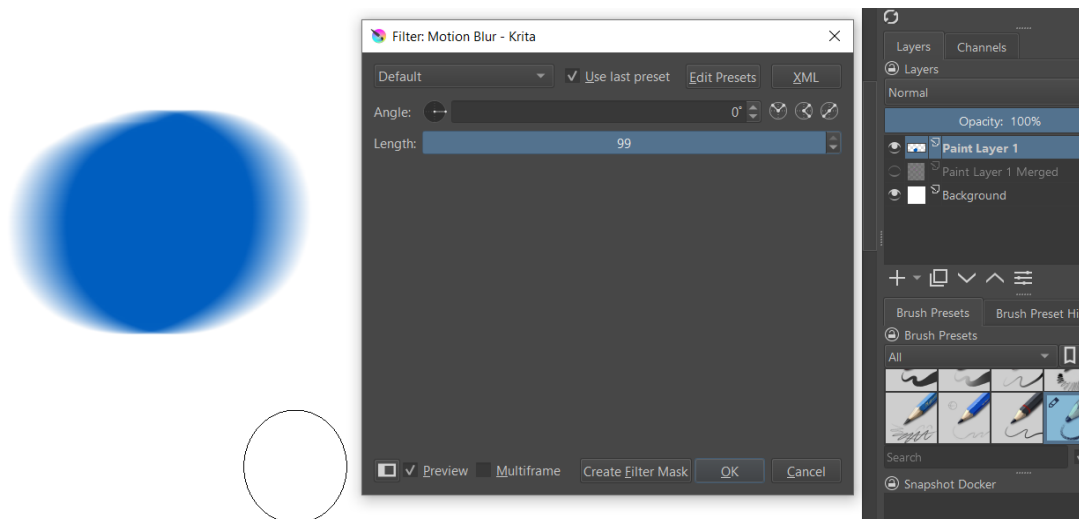 Filter: Motion Blur - Krita
Default
Use last preset
Edit Presets
XML
Angle:
0°
Length:
99
Preview
Multiframe
Create Filter Mask
OK
Cancel
Layers
Channels
Layers
Normal
Opacity: 100%
Paint Layer 1
Paint Layer 1 Merged
Background
Brush Presets
Brush Preset Hi
Brush Presets
All
Search
Snapshot Docker